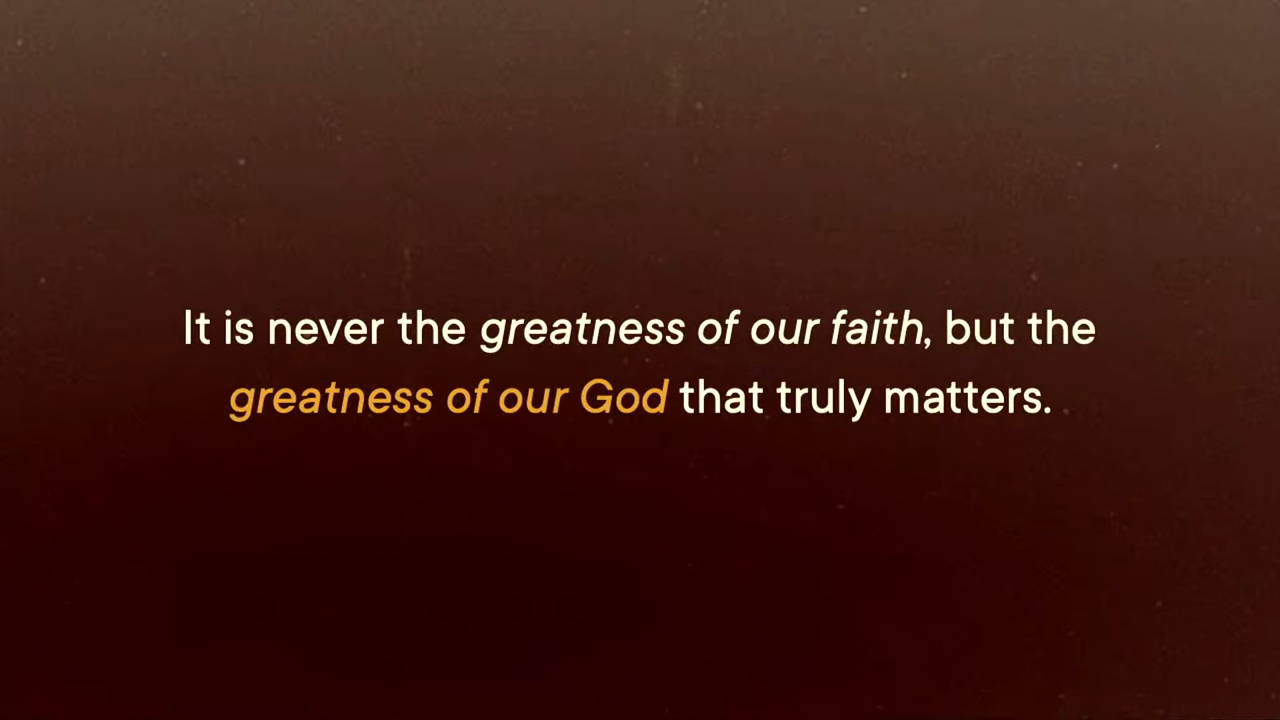 It is never the greatness of our faith, but the
greatness of our God that truly matters.